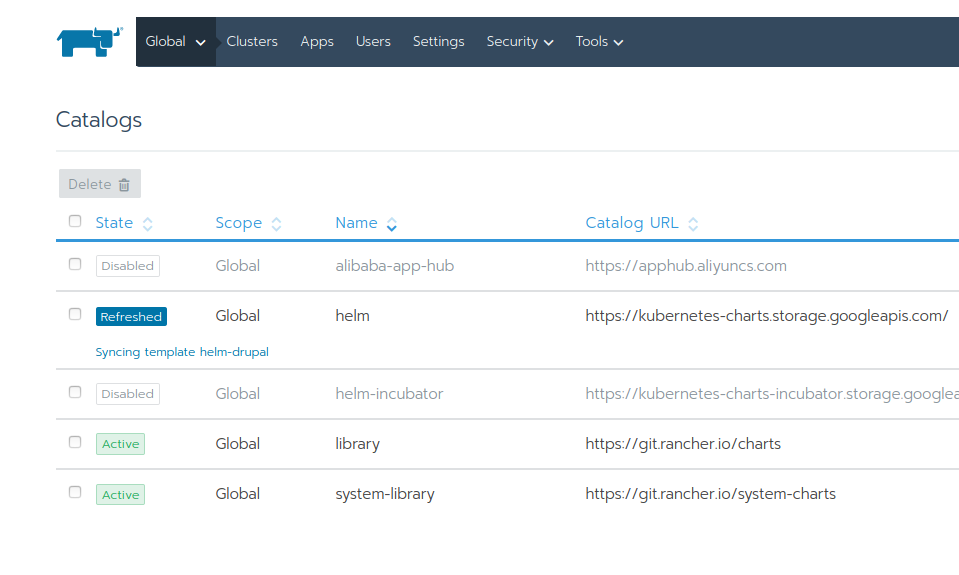 Global Clusters Apps Users Settings Security Tools
Catalogs
Delete
State Scope Name Catalog URL
Disabled Global alibaba-app-hub https://apphub.aliyuncs.com
Refreshed Global helm https://kubernetes-charts.storage.googleapis.com/
Syncing template helm-drupal
Disabled Global helm-incubator https://kubernetes-charts-incubator.storage.googlea
Active Global library https://git.rancher.io/charts
Active Global system-library https://git.rancher.io/system-charts